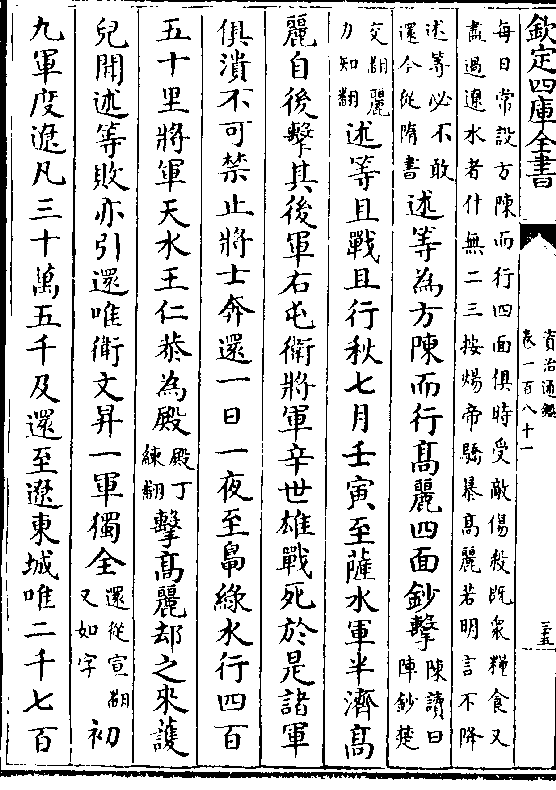 欽定四庫全書
資治通鑑
卷一百八十一
三五
每日常設方陳而行四面俱時受敵傷殺既衆糧食又
盡過遼水者什無二三按煬帝驕暴高麗若明言不降
述等必不敢
還今從隋書
述等為方陳而行高麗四面鈔擊
陳讀曰
陣鈔楚
交翻麗
力知翻
述等且戰且行秋七月壬寅至薩水軍半濟高
麗自後擊其後軍右屯衛將軍辛世雄戰死於是諸軍
俱潰不可禁止將士奔還一日一夜至鴨綠水行四百
五十里將軍天水王仁恭為殿
殿丁
練翻
擊高麗却之來護
兒聞述等敗亦引還唯衛文昇一軍獨全
還從宣翻
又如字
初
九軍度遼凡三十萬五千及還至遼東城唯二千七百